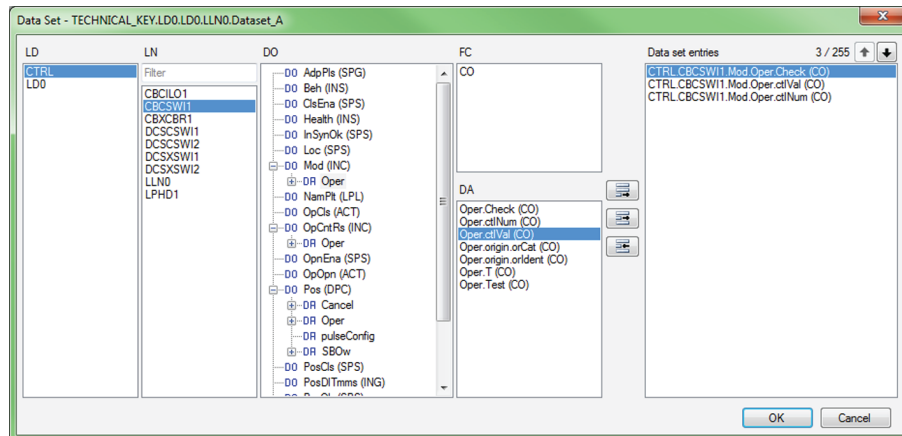 Data Set - TECHNICAL_KEY.LD0.LD0.LLN0.Dataset_A
LD
CTRL
LD0
LN
Filter
CBCILO1
CBCSWI1
CBXCBR1
DCSCSWI1
DCSCSWI2
DCSXSWI1
DCSXSWI2
LLN0
LPHD1
DO
DO AdpPls (SPG)
DO Beh (INS)
DO ClsEna (SPS)
DO Health (INS)
DO InSynOk (SPS)
DO Loc (SPS)
DO Mod (INC)
DA Oper
DO NamPlt (LPL)
DO OpCls (ACT)
DO OpCntRs (INC)
DA Oper
DO OpnEna (SPS)
DO OpOpn (ACT)
DO Pos (DPC)
DA Cancel
DA Oper
DA pulseConfig
DA SBOw
DO PosCls (SPS)
DO PosDlTmms (ING)
FC
CO
DA
Oper.Check (CO)
Oper.ctlNum (CO)
Oper.ctlVal (CO)
Oper.origin.orCat (CO)
Oper.origin.orIdent (CO)
Oper.T (CO)
Oper.Test (CO)
Data set entries 3 / 255
CTRL.CBCSWI1.Mod.Oper.Check (CO)
CTRL.CBCSWI1.Mod.Oper.ctlVal (CO)
CTRL.CBCSWI1.Mod.Oper.ctlNum (CO)
OK Cancel